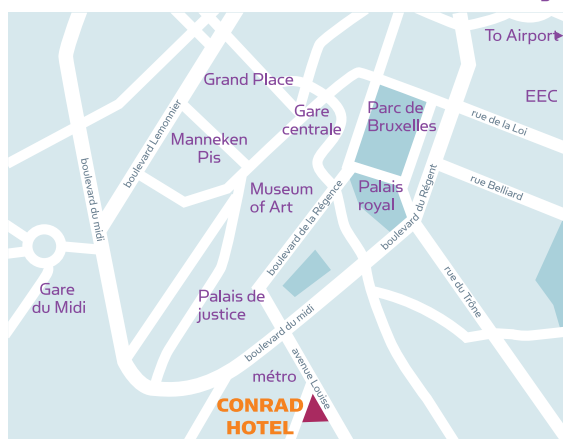 To Airport
Grand Place
EEC
Gare
centrale
Parc de
Bruxelles
rue de la Loi
boulevard Lemonnier
Manneken
Pis
Museum
of Art
boulevard de la Régence
Palais
royal
rue Belliard
boulevard du midi
boulevard du Régent
Gare
du Midi
Palais de
justice
rue du Trône
boulevard du midi
métro
avenue Louise
CONRAD
HOTEL